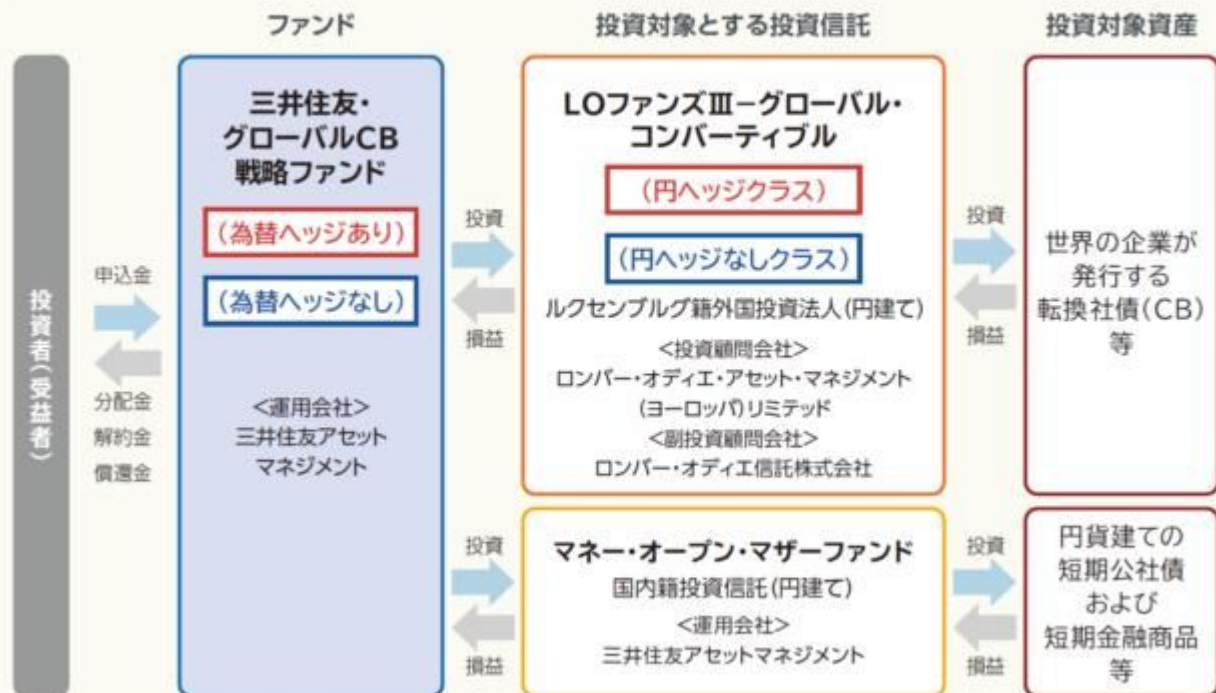 ファンド
投資対象とする投資信託
投資対象資産
投資者(受益者)
申込金
分配金
解約金
償還金
三井住友・
グローバルCB
戦略ファンド
(為替ヘッジあり)
(為替ヘッジなし)
<運用会社>
三井住友アセット
マネジメント
投資
損益
LOファンズⅢ－グローバル・
コンバーティブル
(円ヘッジクラス)
(円ヘッジなしクラス)
ルクセンブルグ籍外国投資法人(円建て)
<投資顧問会社>
ロンバー・オディエ・アセット・マネジメント
(ヨーロッパ)リミテッド
<副投資顧問会社>
ロンバー・オディエ信託株式会社
投資
損益
世界の企業が
発行する
転換社債(CB)
等
投資
損益
マネー・オープン・マザーファンド
国内籍投資信託(円建て)
<運用会社>
三井住友アセットマネジメント
投資
損益
円貨建ての
短期公社債
および
短期金融商品
等